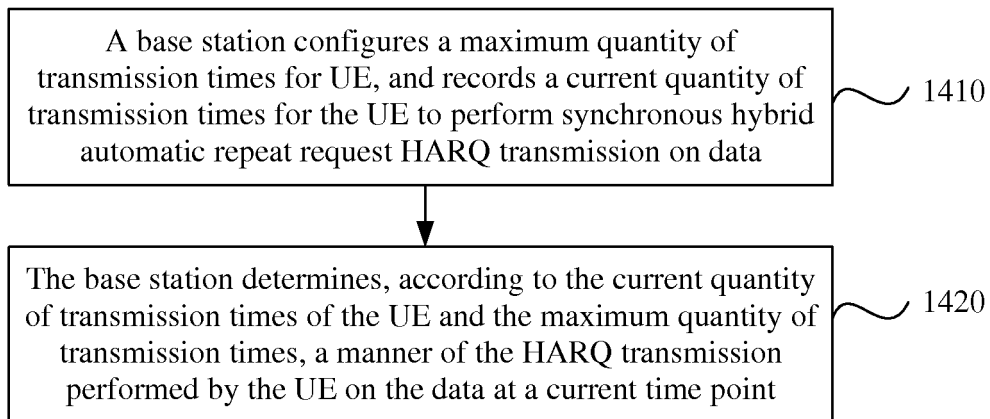 A base station configures a maximum quantity of
transmission times for UE, and records a current quantity of
transmission times for the UE to perform synchronous hybrid
automatic repeat request HARQ transmission on data
1410
The base station determines, according to the current quantity
of transmission times of the UE and the maximum quantity of
transmission times, a manner of the HARQ transmission
performed by the UE on the data at a current time point
1420